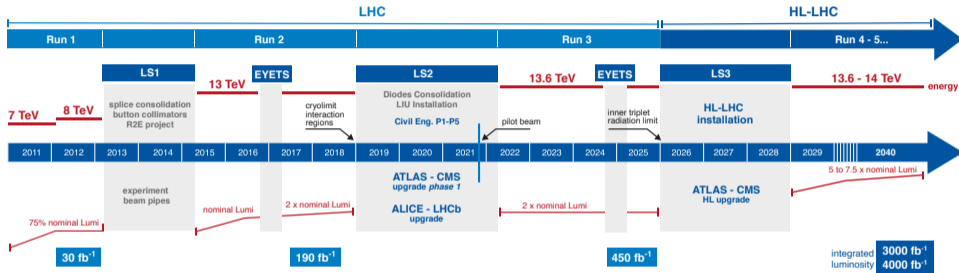 LHC
HL-LHC
Run 1
Run 2
Run 3
Run 4 - 5...
LS1
EYETS
LS2
EYETS
LS3
7 TeV
8 TeV
13 TeV
13.6 TeV
13.6 - 14 TeV
energy
splice consolidation
button collimators
R2E project
cryolimit
interaction
regions
Diodes Consolidation
LIU Installation
Civil Eng. P1-P5
pilot beam
inner triplet
radiation limit
HL-LHC
installation
2011 2012 2013 2014 2015 2016 2017 2018 2019 2020 2021 2022 2023 2024 2025 2026 2027 2028 2029 2040
experiment
beam pipes
ATLAS - CMS
upgrade phase 1
ALICE - LHCb
upgrade
ATLAS - CMS
HL upgrade
75% nominal Lumi
nominal Lumi
2 x nominal Lumi
2 x nominal Lumi
5 to 7.5 x nominal Lumi
30 fb-1
190 fb-1
450 fb-1
integrated
luminosity
3000 fb-1
4000 fb-1